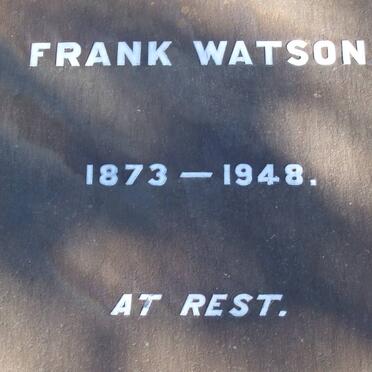 FRANK WATSON
1873 — 1948.
AT REST.